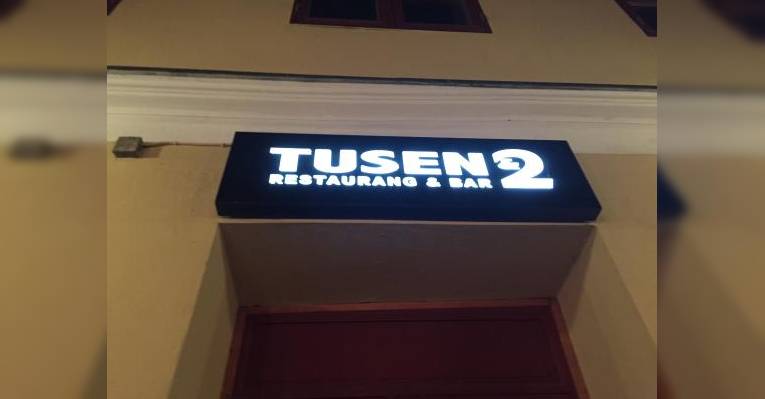 TUSEN & 2
RESTAURANG & BAR